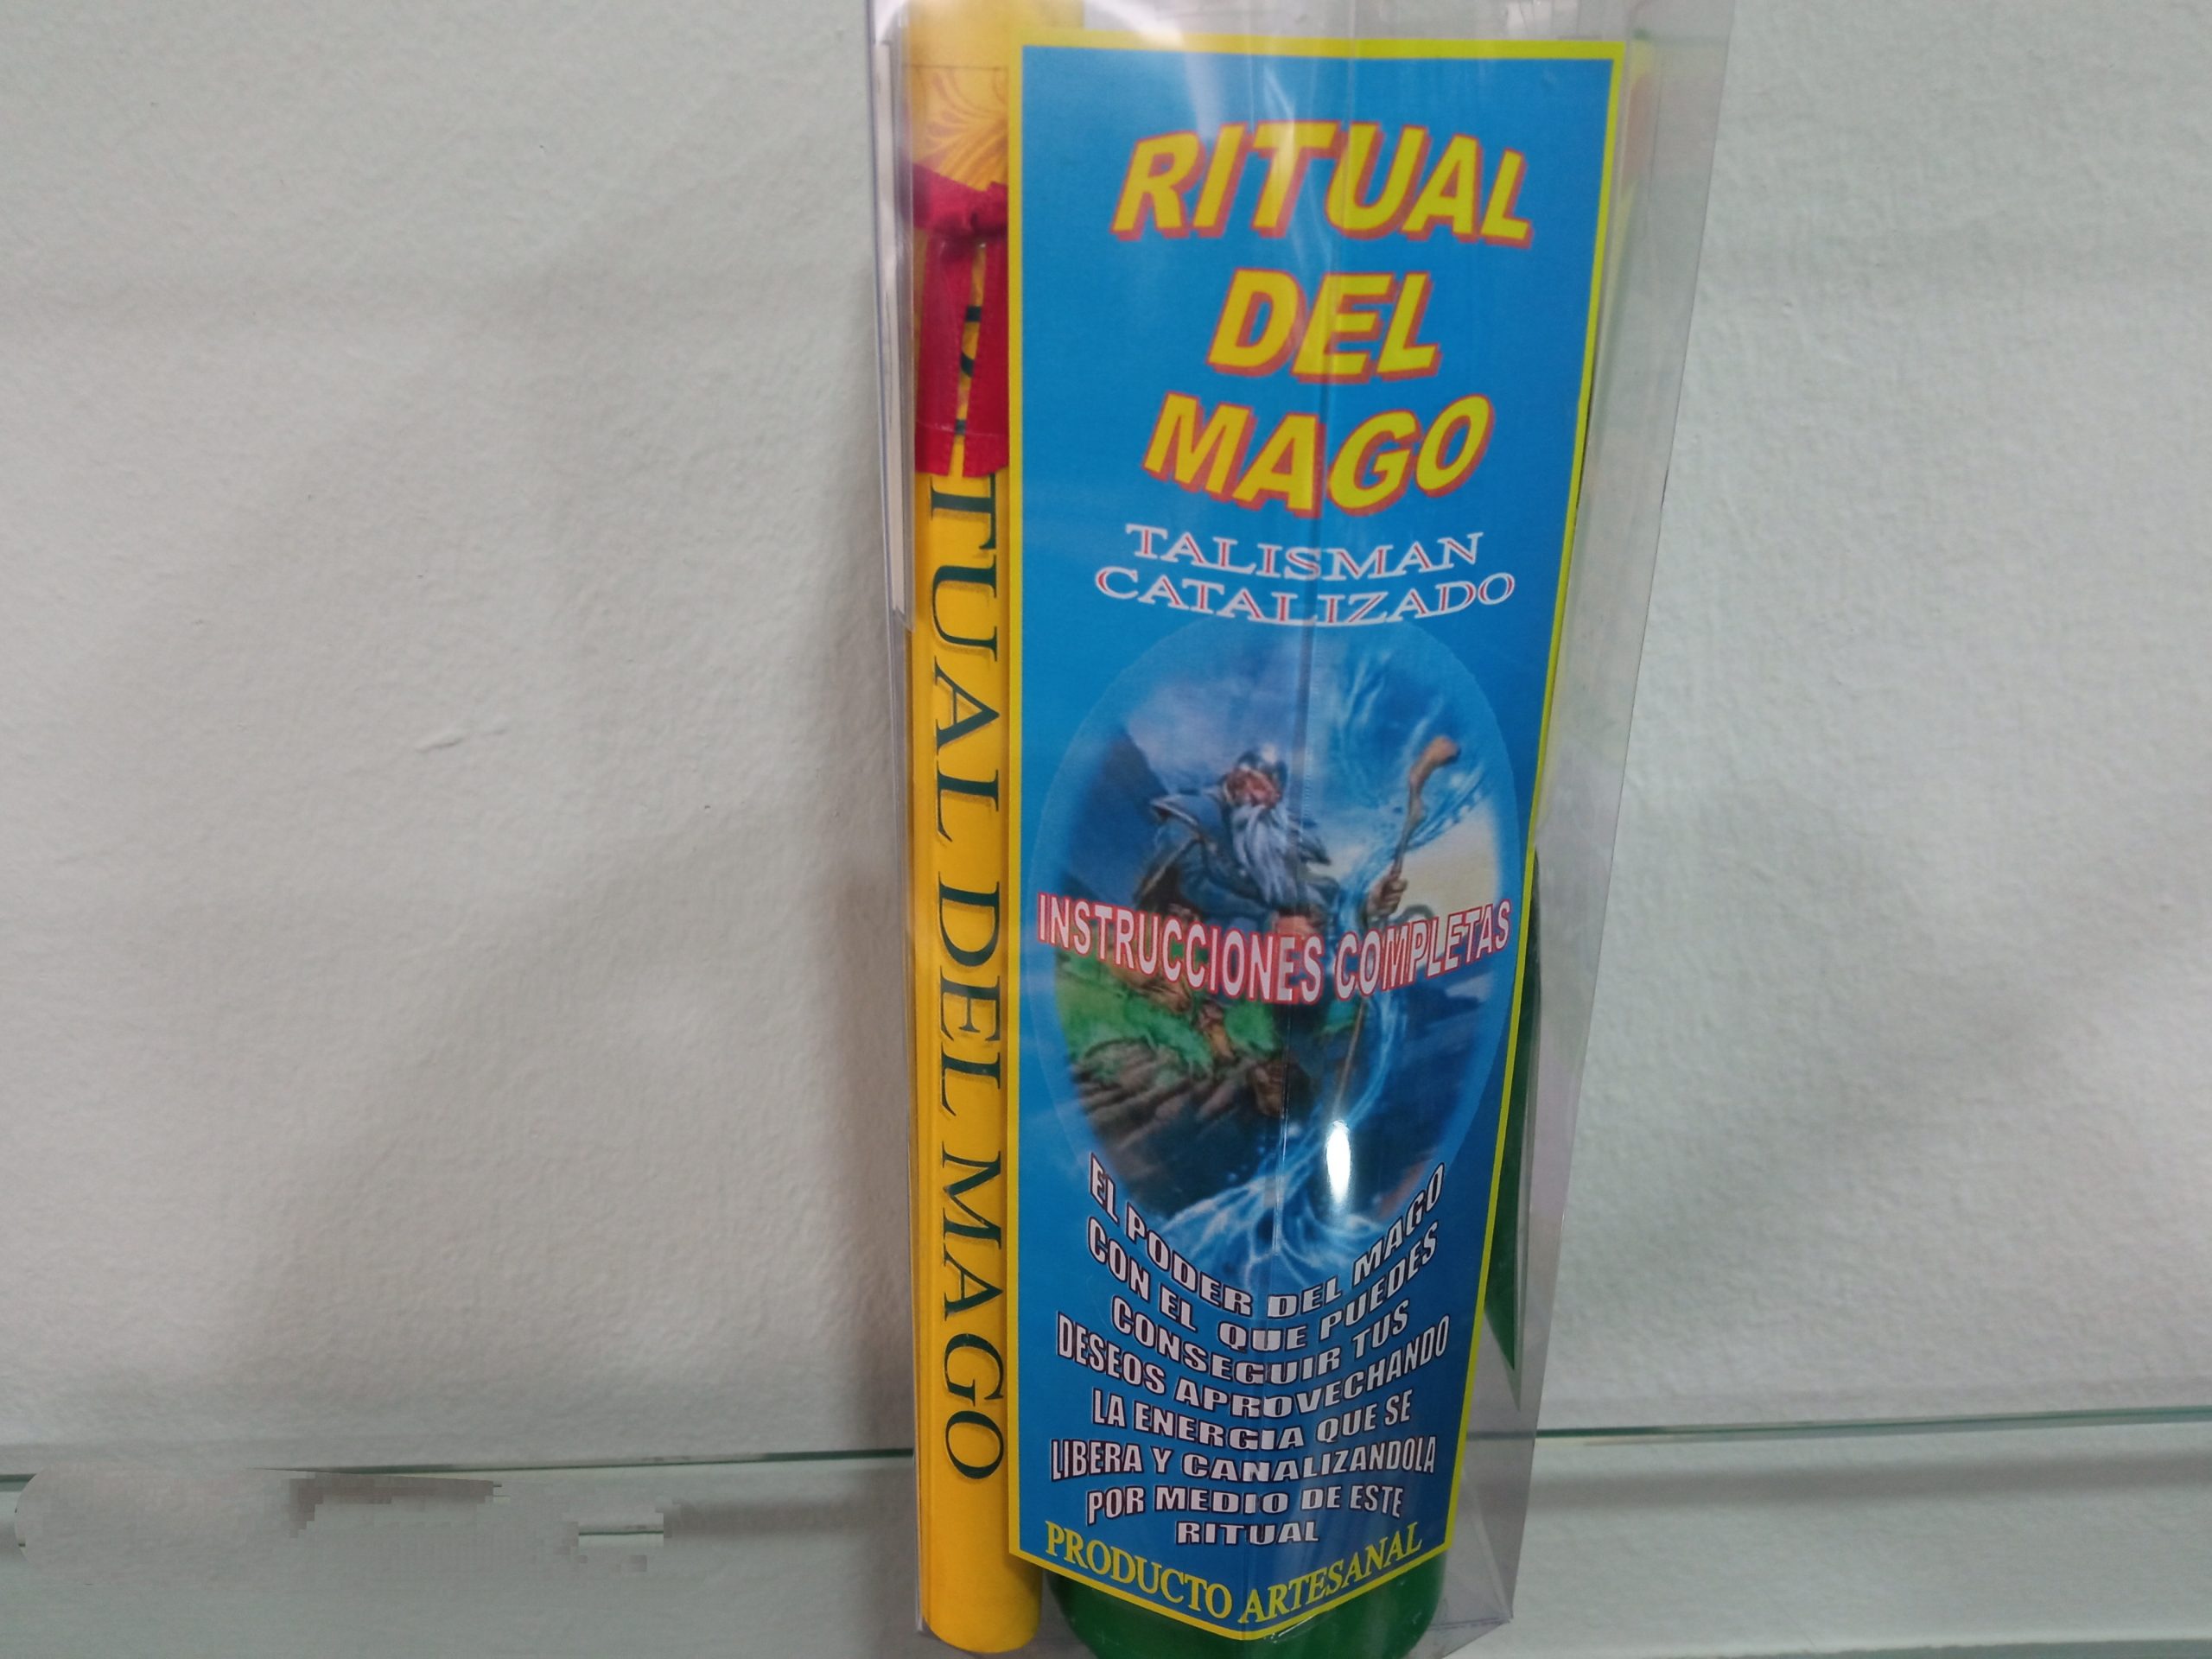 RITUAL
DEL
MAGO
TALISMAN
CATALIZADO
INSTRUCCIONES COMPLETAS
EL PODER DEL MAGO
CON EL QUE PUEDES
CONSEGUIR TUS
DESEOS APROVECHANDO
LA ENERGIA QUE SE
LIBERA Y CANALIZANDOLA
POR MEDIO DE ESTE
RITUAL
PRODUCTO ARTESANAL
TUAL DEL MAGO